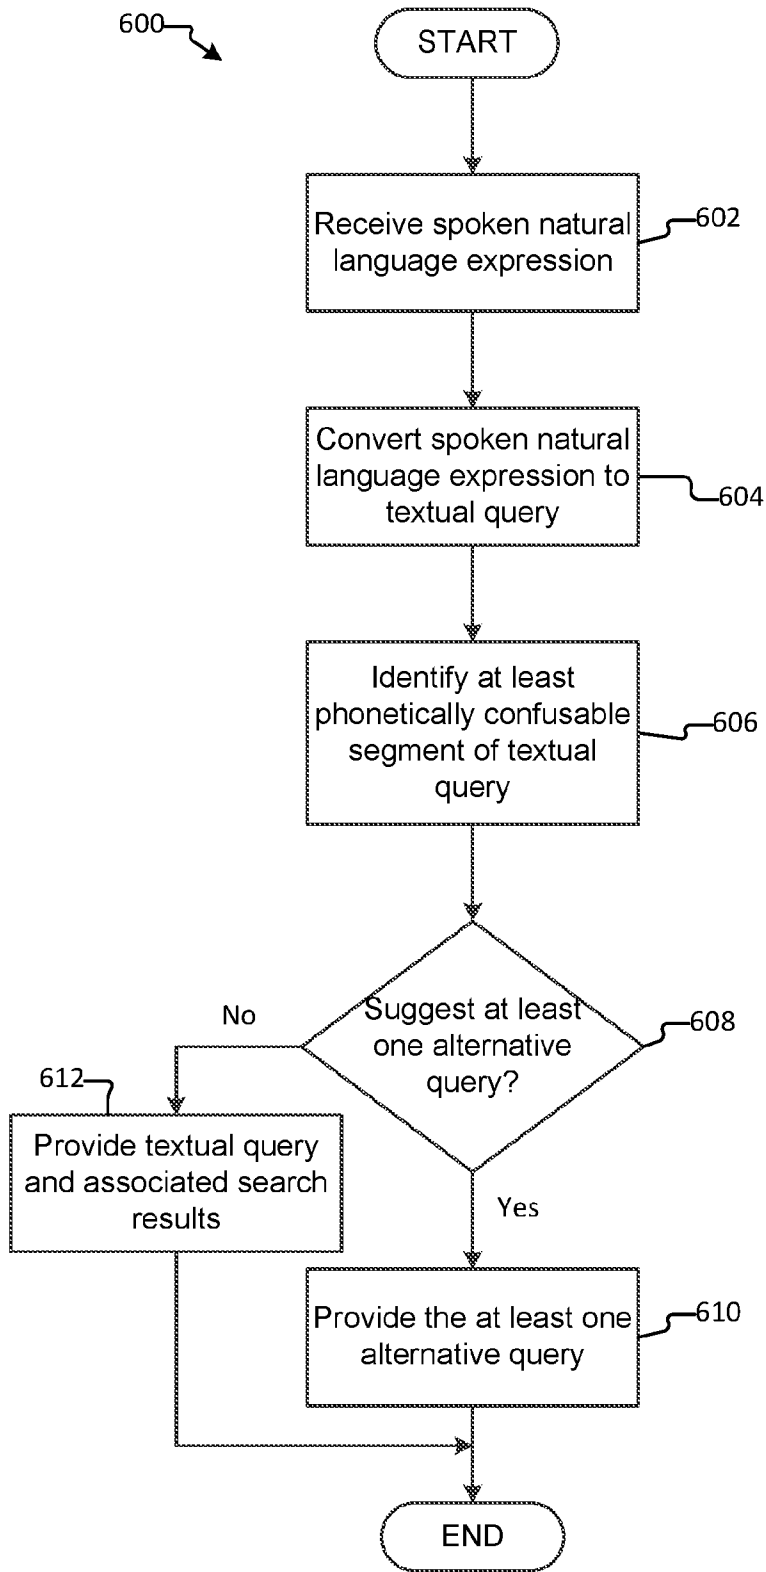 600
START
Receive spoken natural
language expression
602
Convert spoken natural
language expression to
textual query
604
Identify at least
phonetically confusable
segment of textual
query
606
Suggest at least
one alternative
query?
608
No
612
Provide textual query
and associated search
results
Yes
Provide the at least one
alternative query
610
END